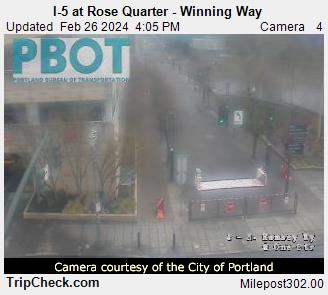 I-5 at Rose Quarter - Winning Way
Updated Feb 26 2024 4:05 PM Camera 4
PBOT
PORTLAND BUREAU OF TRANSPORTATION
Camera courtesy of the City of Portland
TripCheck.com Milepost302.00